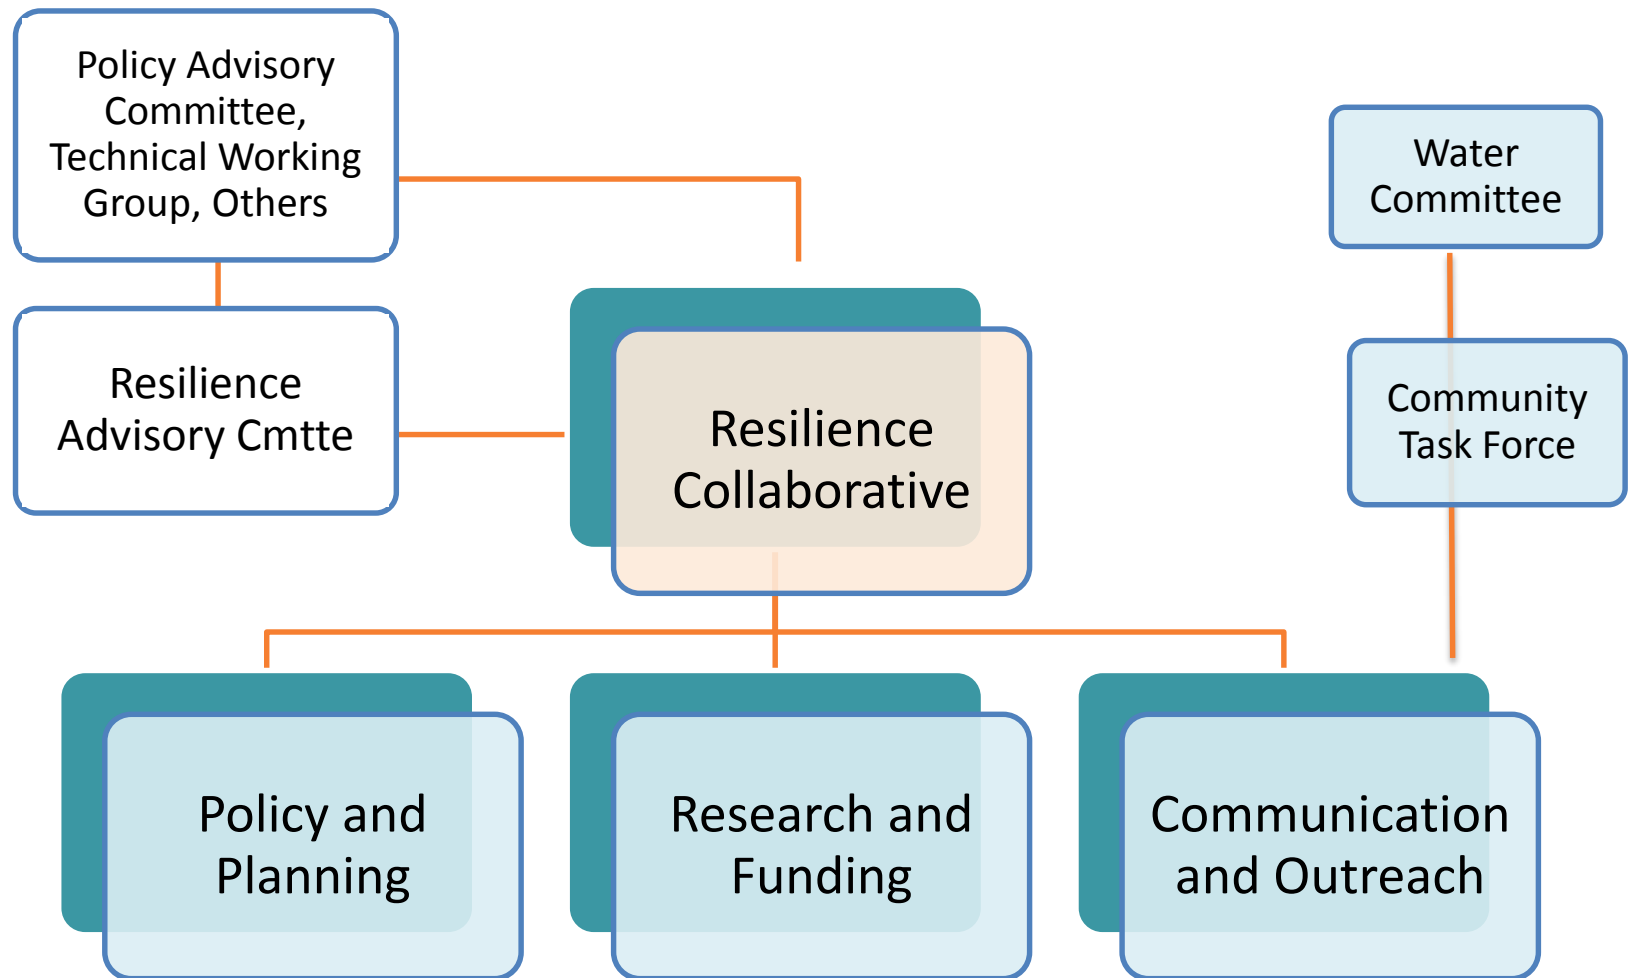 Policy Advisory
Committee,
Technical Working
Group, Others
Water
Committee
Resilience
Advisory Cmtte
Resilience
Collaborative
Community
Task Force
Policy and
Planning
Research and
Funding
Communication
and Outreach